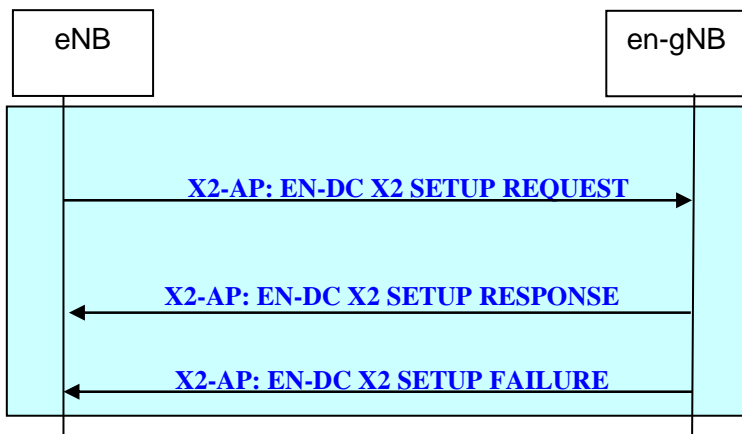 eNB
en-gNB
X2-AP: EN-DC X2 SETUP REQUEST
X2-AP: EN-DC X2 SETUP RESPONSE
X2-AP: EN-DC X2 SETUP FAILURE